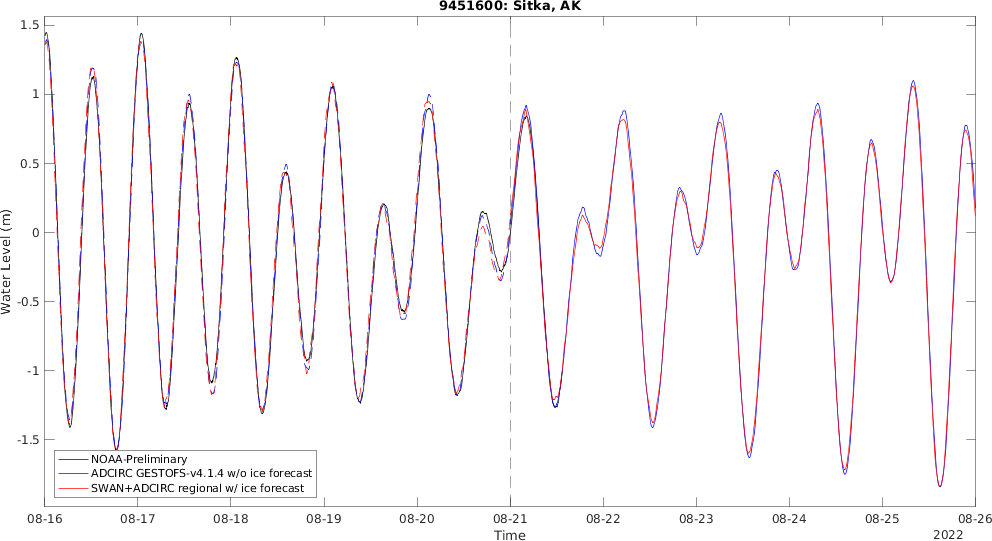 9451600: Sitka, AK
1.5
1
0.5
0
-0.5
-1
-1.5
Water Level (m)
NOAA-Preliminary
ADCIRC GESTOFS-v4.1.4 w/o ice forecast
SWAN+ADCIRC regional w/ ice forecast
08-16 08-17 08-18 08-19 08-20 08-21 08-22 08-23 08-24 08-25 08-26
Time
2022